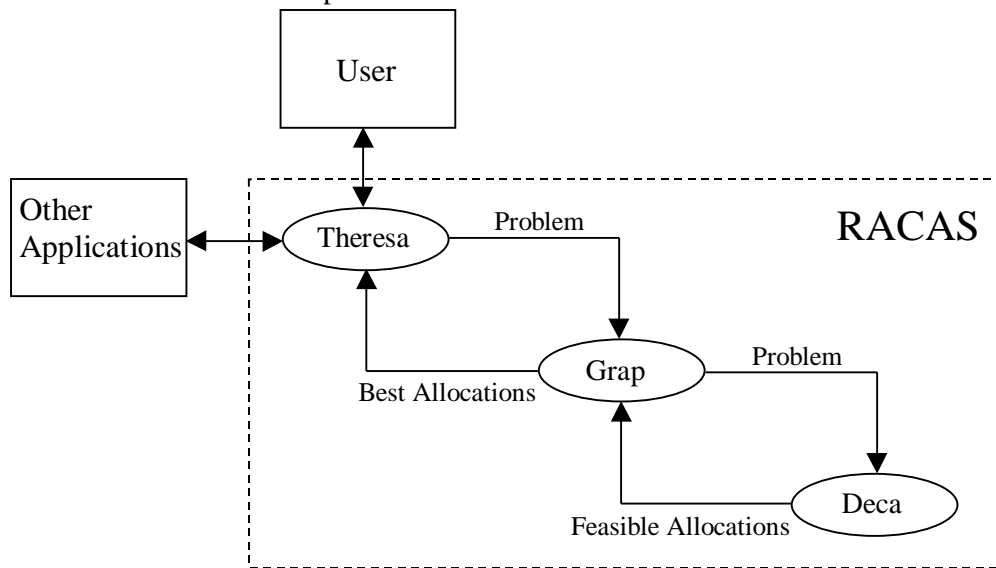 User
Other
Applications
Theresa
Problem
RACAS
Best Allocations
Grap
Problem
Feasible Allocations
Deca